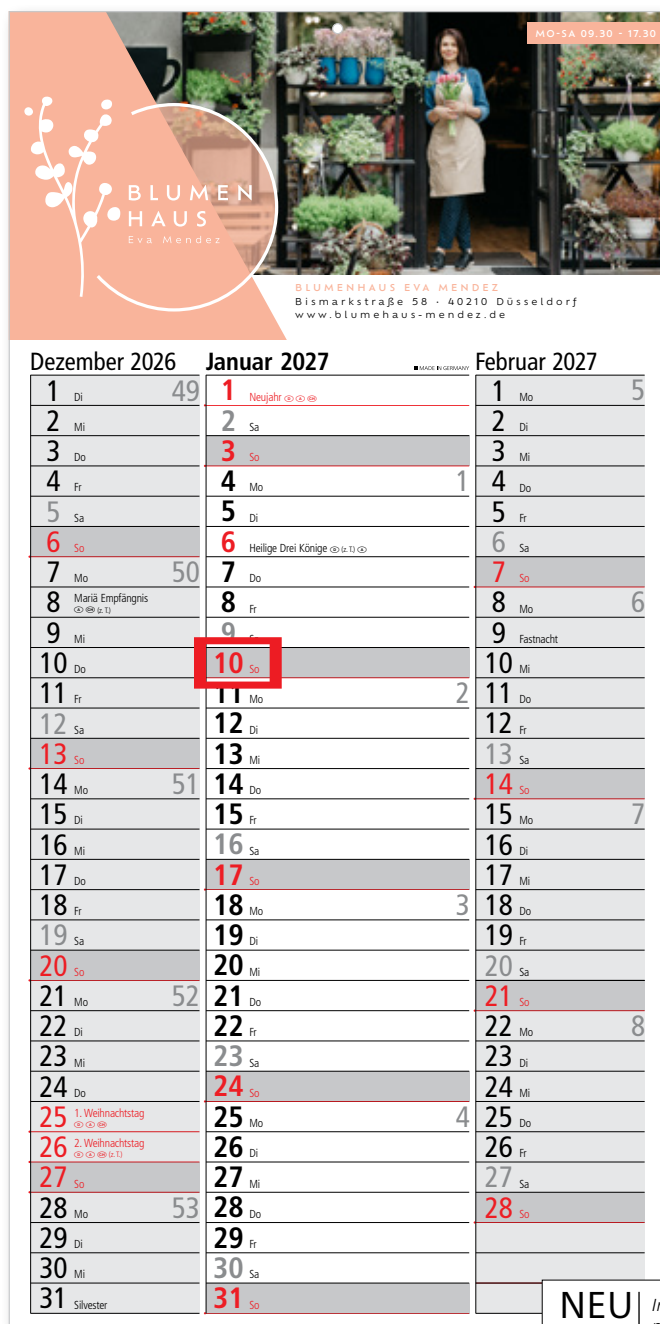 MO-SA 09.30 - 17.30
BLUMEN
HAUS
Eva Mendez
BLUMENHAUS EVA MENDEZ
Bismarkstraße 58 · 40210 Düsseldorf
www.blumehaus-mendez.de
Dezember 2026
1 Di 49
2 Mi
3 Do
4 Fr
5 Sa
6 So
7 Mo 50
8 Mariä Empfängnis
(z.T.)
9 Mi
10 Do
11 Fr
12 Sa
13 So
14 Mo 51
15 Di
16 Mi
17 Do
18 Fr
19 Sa
20 So
21 Mo 52
22 Di
23 Mi
24 Do
25 1. Weihnachtstag
26 2. Weihnachtstag
(z.T.)
27 So
28 Mo 53
29 Di
30 Mi
31 Silvester
Januar 2027
MADE IN GERMANY
1 Neujahr
2 Sa
3 So
4 Mo 1
5 Di
6 Heilige Drei Könige (z.T.)
7 Do
8 Fr
9
10 So
11 Mo 2
12 Di
13 Mi
14 Do
15 Fr
16 Sa
17 So
18 Mo 3
19 Di
20 Mi
21 Do
22 Fr
23 Sa
24 So
25 Mo 4
26 Di
27 Mi
28 Do
29 Fr
30 Sa
31 So
Februar 2027
1 Mo 5
2 Di
3 Mi
4 Do
5 Fr
6 Sa
7 So
8 Mo 6
9 Fastnacht
10 Mi
11 Do
12 Fr
13 Sa
14 So
15 Mo 7
16 Di
17 Mi
18 Do
19 Fr
20 Sa
21 So
22 Mo 8
23 Di
24 Mi
25 Do
26 Fr
27 Sa
28 So
NEU